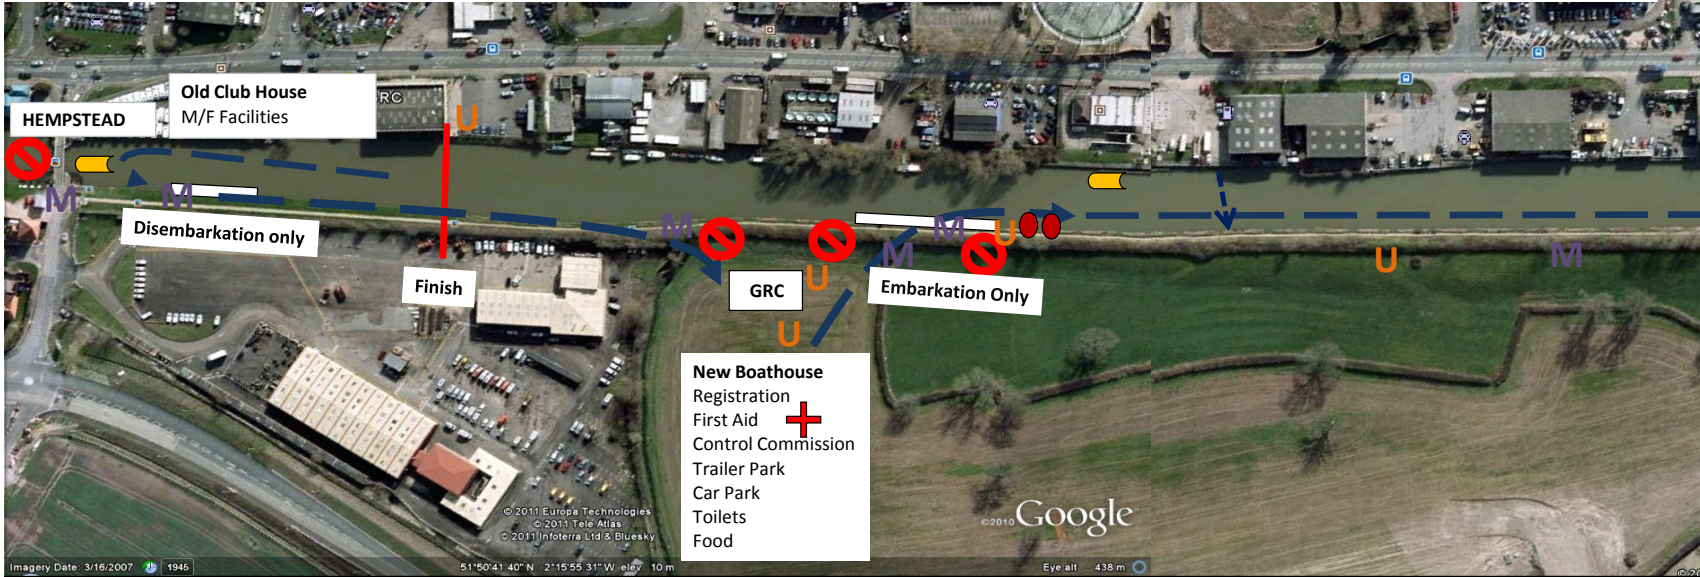 HEMPSTEAD
Old Club House
M/F Facilities
RC
U
M
M
Disembarkation only
Finish
M
GRC
U
U
M
M
U
Embarkation Only
U
M
New Boathouse
Registration
First Aid
Control Commission
Trailer Park
Car Park
Toilets
Food
© 2011 Europa Technologies
© 2011 Tele Atlas
© 2011 Infoterra Ltd & Bluesky
©2010 Google
Imagery Date: 3/16/2007
1945
51°50'41.40" N 2°15'55.31" W elev 10 m
Eye alt 438 m
© 20